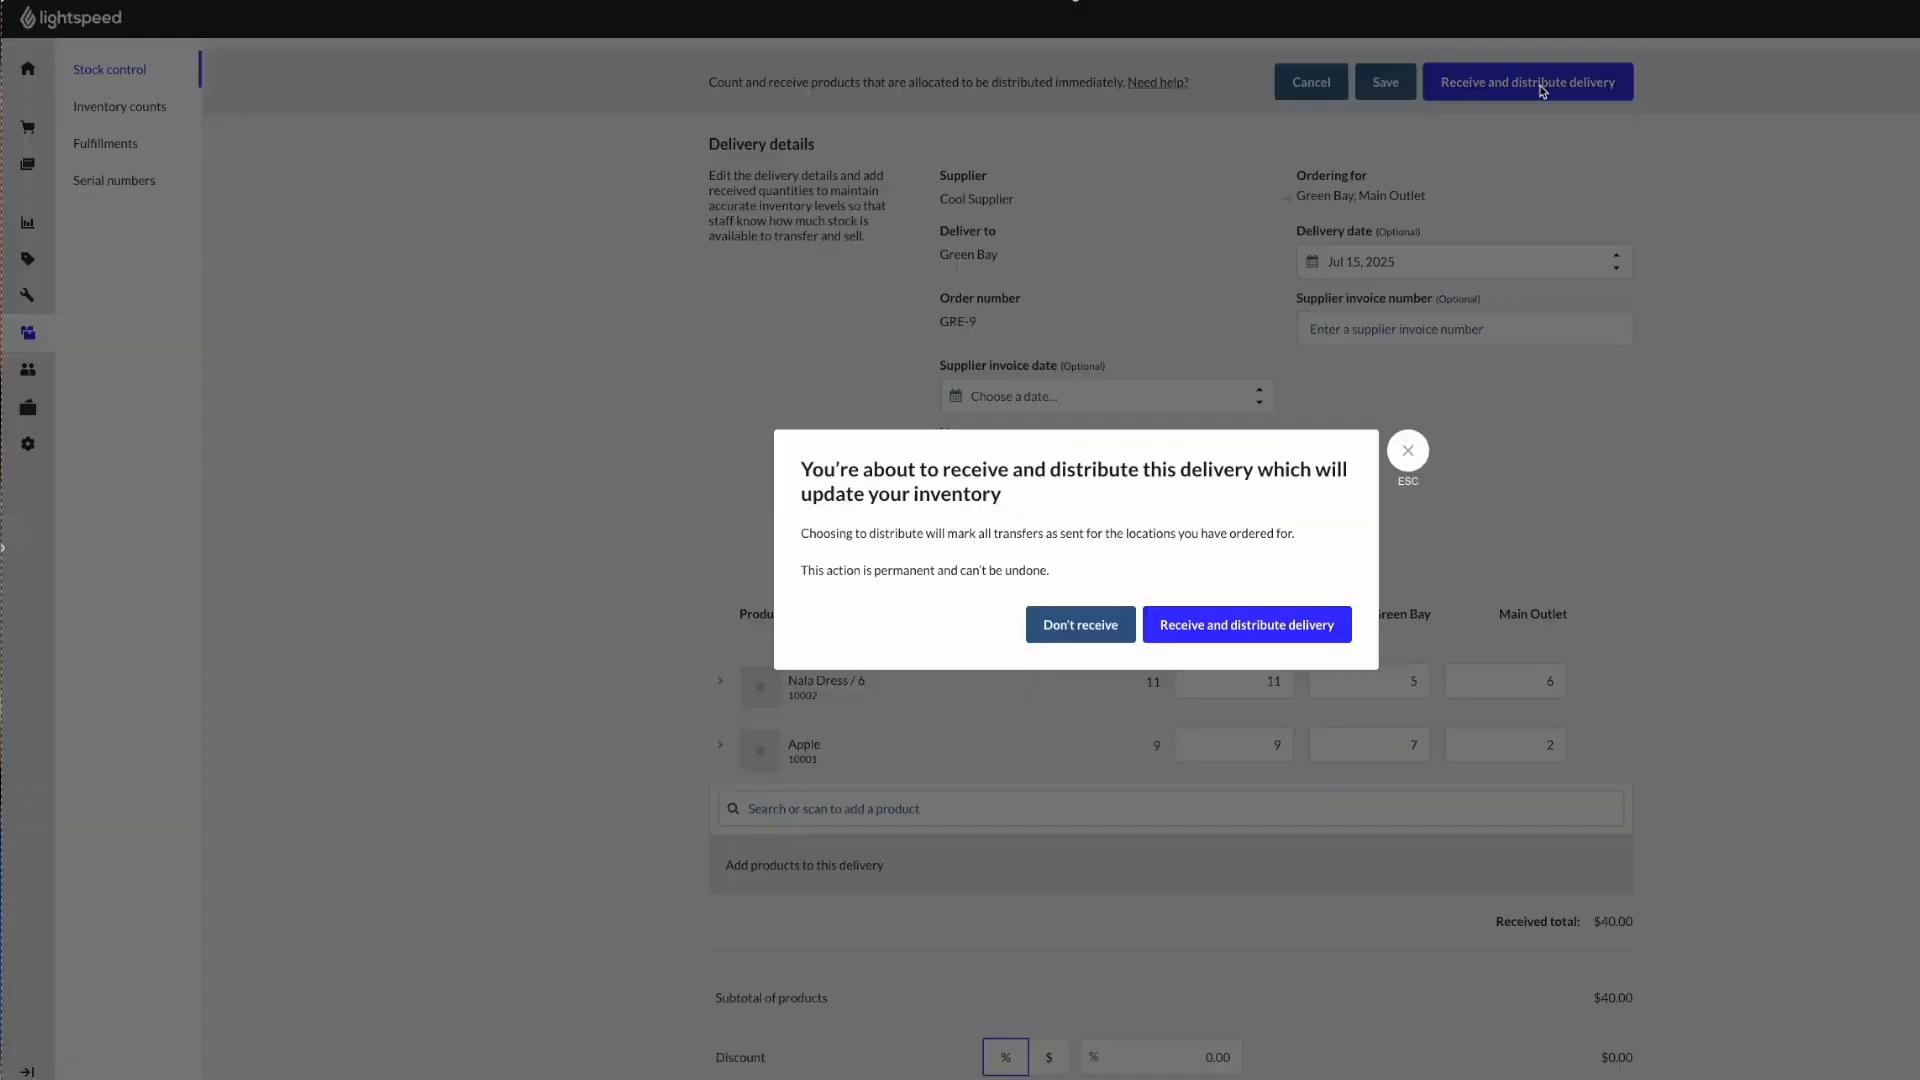 lightspeed
Stock control
Inventory counts
Fulfillments
Serial numbers
Count and receive products that are allocated to be distributed immediately. Need help?
Cancel
Save
Receive and distribute delivery
Delivery details
Edit the delivery details and add
received quantities to maintain
accurate inventory levels so that
staff know how much stock is
available to transfer and sell.
Supplier
Cool Supplier
Ordering for
Green Bay, Main Outlet
Deliver to
Green Bay
Delivery date (Optional)
Jul 15, 2025
Order number
GRE-9
Supplier invoice number (Optional)
Enter a supplier invoice number
Supplier invoice date (Optional)
Choose a date...
You're about to receive and distribute this delivery which will
update your inventory
Choosing to distribute will mark all transfers as sent for the locations you have ordered for.
This action is permanent and can't be undone.
Don't receive
Receive and distribute delivery
ESC
Produ
Green Bay
Main Outlet
Nala Dress / 6
10002
11
11
5
6
Apple
10001
9
9
7
2
Search or scan to add a product
Add products to this delivery
Received total: $40.00
Subtotal of products $40.00
Discount % $ % 0.00 $0.00